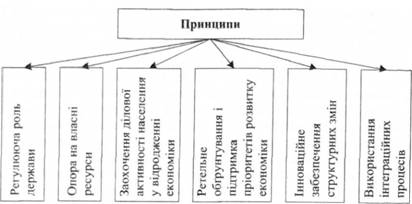 Принципи
Регулююча роль
держави
Опора на власні
ресурси
Заохочення ділової
активності населення
у відродженні
економіки
Ретельне
обґрунтування і
підтримка
пріоритетів розвитку
економіки
Інноваційне
забезпечення
структурних змін
Використання
інтеграційних
процесів